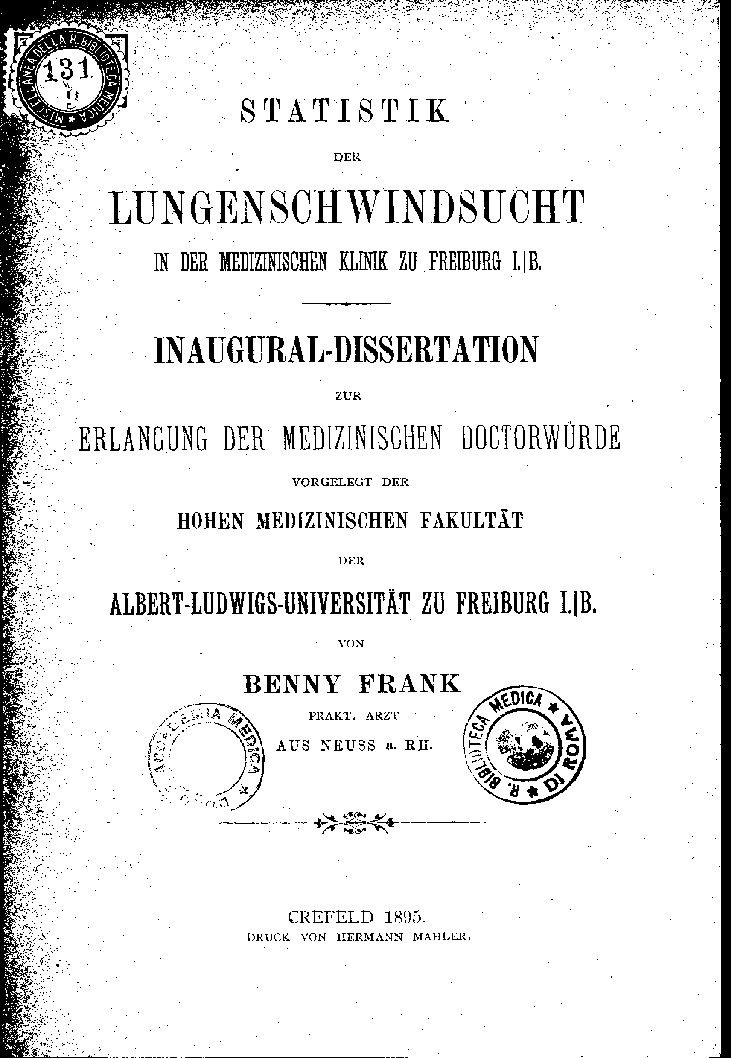 131
STATISTIK
DER
LUNGENSCHWINDSUCHT
IN DER MEDIZINISCHEN KLINIK ZU FREIBURG I.|B.
INAUGURAL-DISSERTATION
ZUR
ERLANGUNG DER MEDIZINISCHEN DOCTORWÜRDE
VORGELEGT DER
HOHEN MEDIZINISCHEN FAKULTÄT
DER
ALBERT-LUDWIGS-UNIVERSITÄT ZU FREIBURG I.|B.
VON
BENNY FRANK
PRAKT. ARZT
AUS NEUSS a. RH.
ACCADEMIA MEDICA
R. BIBLIOTECA MEDICA DI ROMA
CREFELD 1895.
DRUCK VON HERMANN MAHLER.